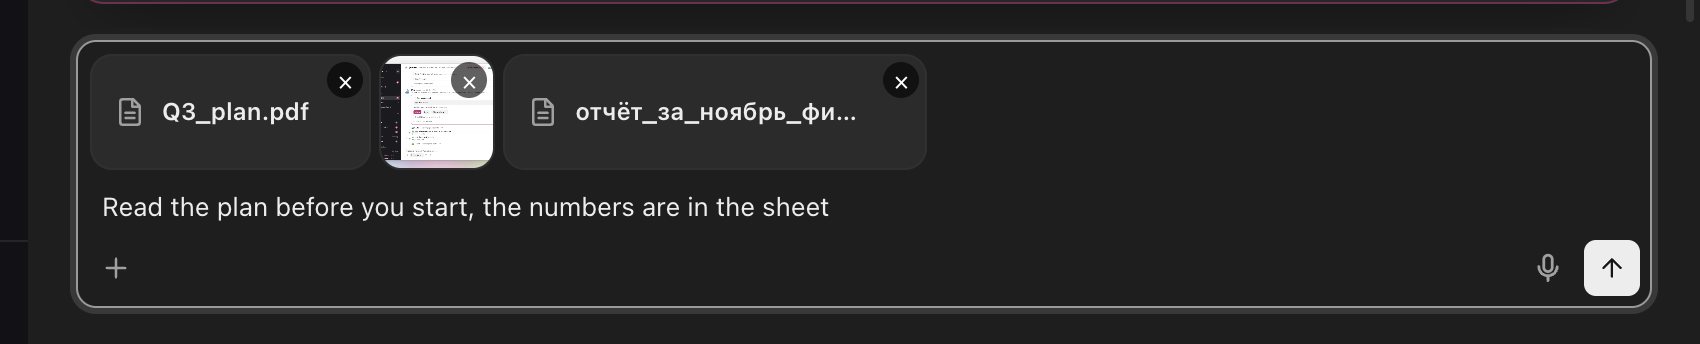 Q3_plan.pdf
отчёт_за_ноябрь_фи...
Read the plan before you start, the numbers are in the sheet